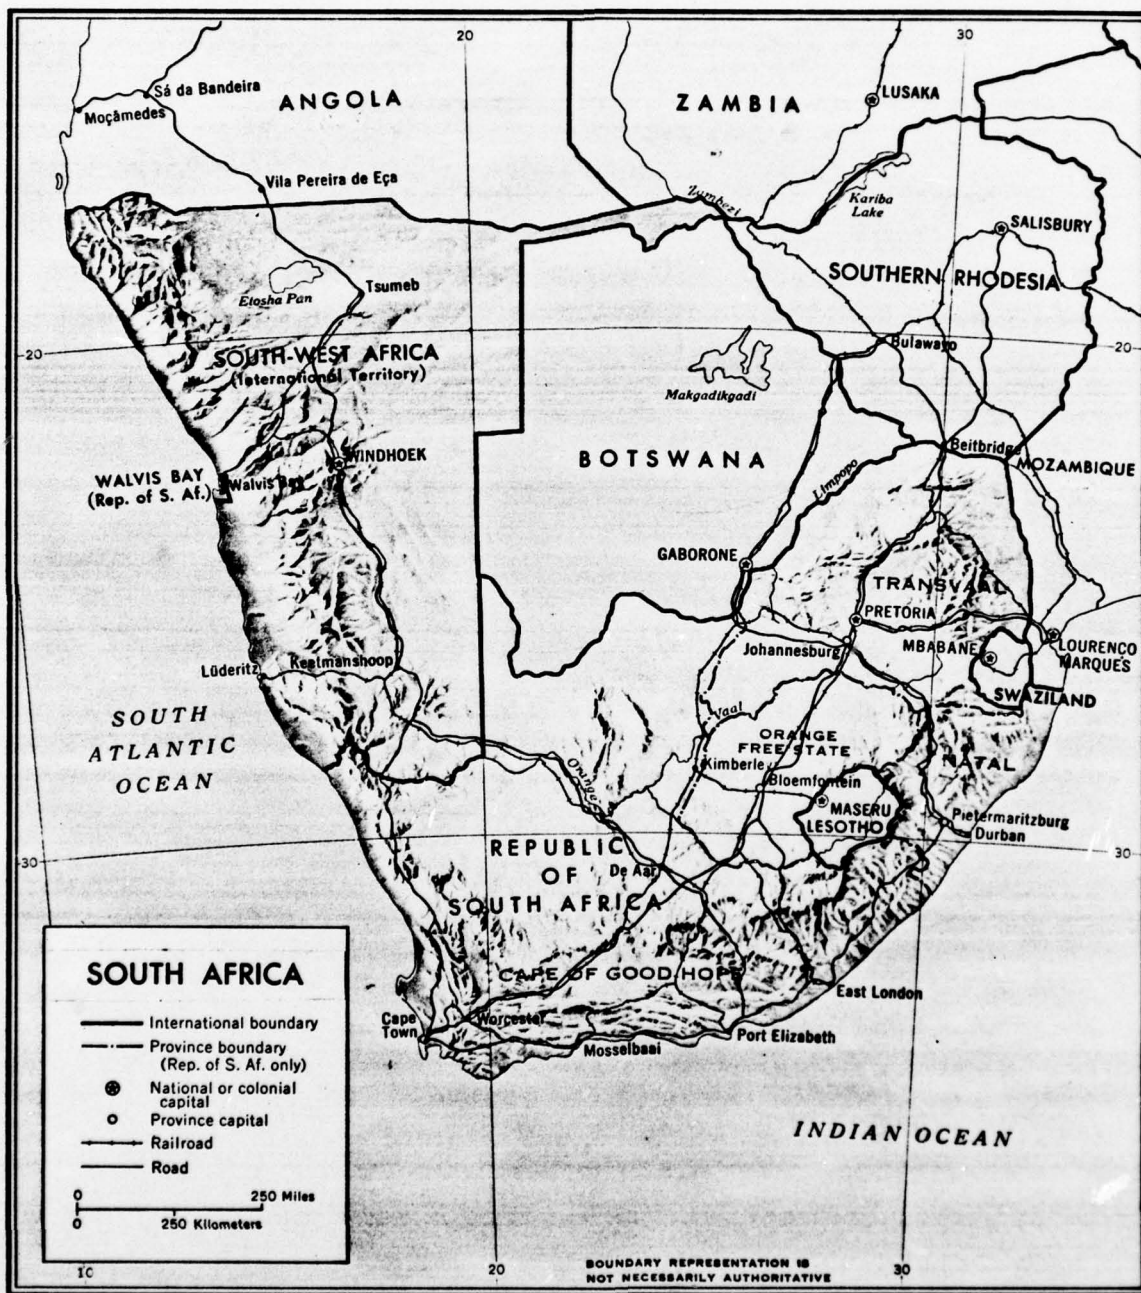 20
30
Sá da Bandeira
Moçâmedes
ANGOLA
ZAMBIA
LUSAKA
Vila Pereira de Eça
Zambezi
Kariba
Lake
SALISBURY
SOUTHERN RHODESIA
Etosha Pan
Tsumeb
20
SOUTH-WEST AFRICA
(International Territory)
Bulawayo
20
Makgadikgadi
WINDHOEK
BOTSWANA
Beitbridge
MOZAMBIQUE
WALVIS BAY
(Rep. of S. Af.)
Walvis Bay
Limpopo
GABORONE
TRANSVAAL
PRETORIA
Johannesburg
MBABANE
LOURENCO
MARQUES
Lüderitz
Keetmanshoop
SWAZILAND
SOUTH
ATLANTIC
OCEAN
Vaal
ORANGE
FREE STATE
NATAL
Orange
Kimberley
Bloemfontein
MASERU
LESOTHO
Pietermaritzburg
Durban
30
30
REPUBLIC
OF
SOUTH AFRICA
De Aar
CAPE OF GOOD HOPE
East London
Cape
Town
Worcester
Mosselbaai
Port Elizabeth
INDIAN OCEAN
SOUTH AFRICA
International boundary
Province boundary
(Rep. of S. Af. only)
National or colonial
capital
Province capital
Railroad
Road
0 250 Miles
0 250 Kilometers
10
20
30
BOUNDARY REPRESENTATION IS
NOT NECESSARILY AUTHORITATIVE